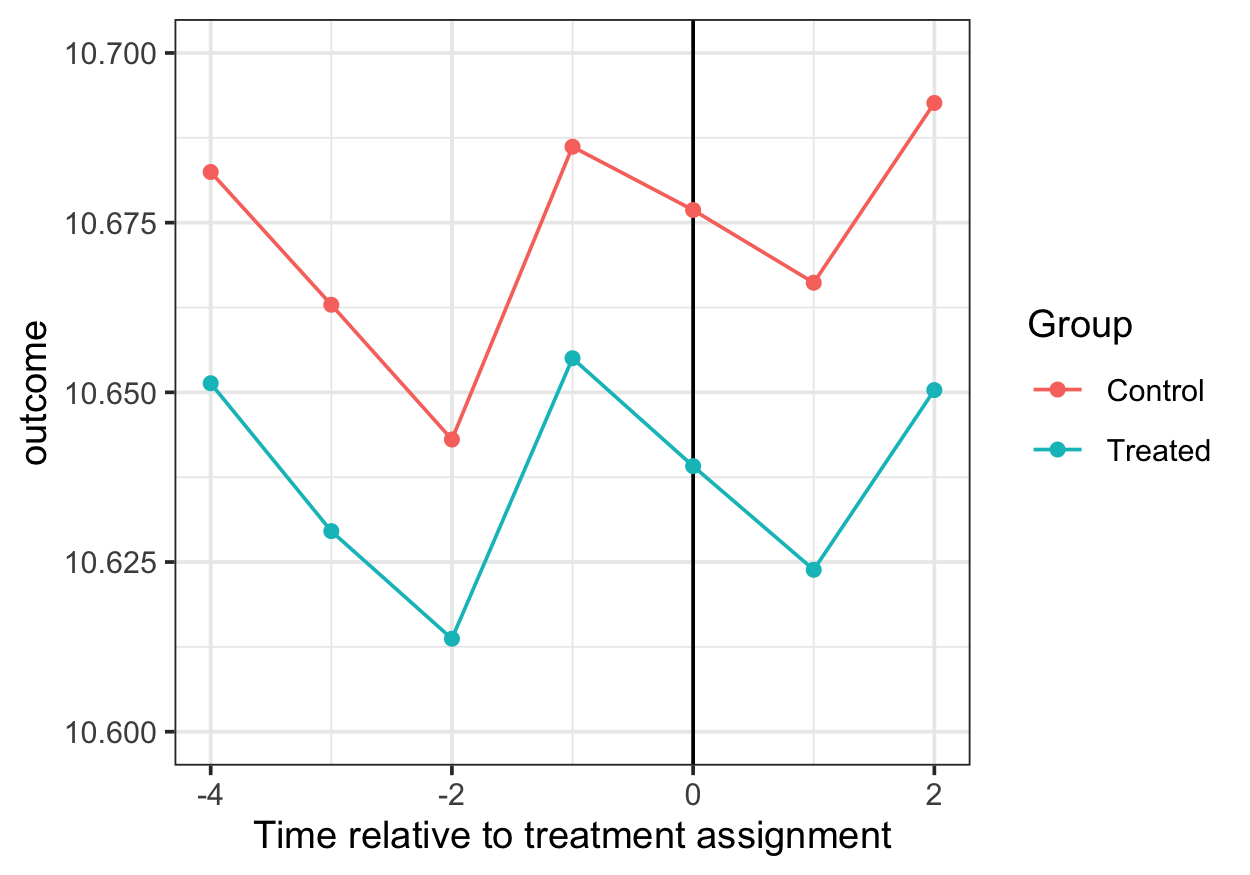 10.700
10.675
10.650
10.625
10.600
outcome
-4
-2
0
2
Time relative to treatment assignment
Group
Control
Treated